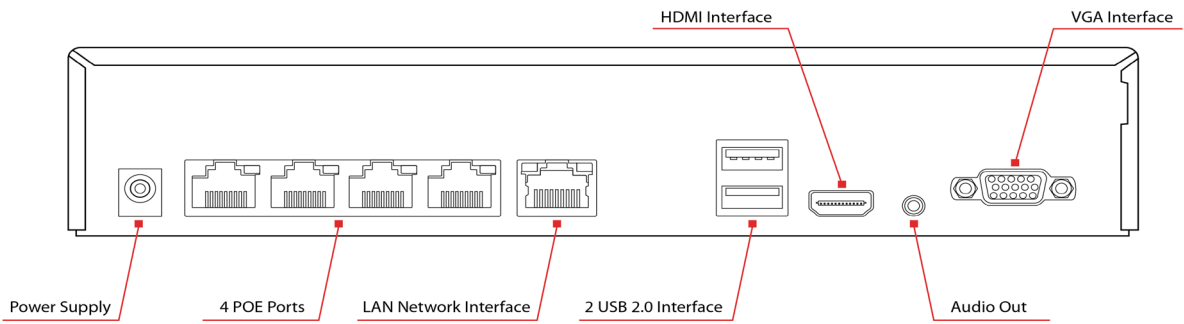 HDMI Interface
VGA Interface
Power Supply
4 POE Ports
LAN Network Interface
2 USB 2.0 Interface
Audio Out